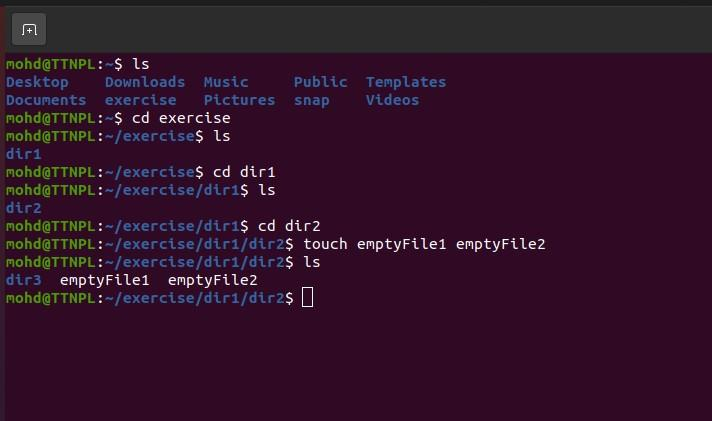 mohd@TTNPL:~$ ls
Desktop    Downloads  Music     Public  Templates
Documents  exercise   Pictures  snap    Videos
mohd@TTNPL:~$ cd exercise
mohd@TTNPL:~/exercise$ ls
dir1
mohd@TTNPL:~/exercise$ cd dir1
mohd@TTNPL:~/exercise/dir1$ ls
dir2
mohd@TTNPL:~/exercise/dir1$ cd dir2
mohd@TTNPL:~/exercise/dir1/dir2$ touch emptyFile1 emptyFile2
mohd@TTNPL:~/exercise/dir1/dir2$ ls
dir3  emptyFile1  emptyFile2
mohd@TTNPL:~/exercise/dir1/dir2$